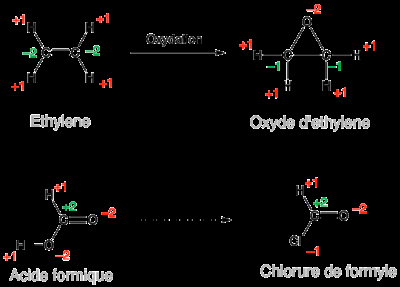 +1 H H +1
-2 C C -2
+1 H H +1
Ethylene
Oxydation
-2
O
+1 H C C H +1
-1 -1
H H
+1 +1
Oxyde d'ethylene
+1
H
+2
C O -2
H O
+1 -2
Acide formique
+1
H
+2
C O -2
Cl
-1
Chlorure de formyle